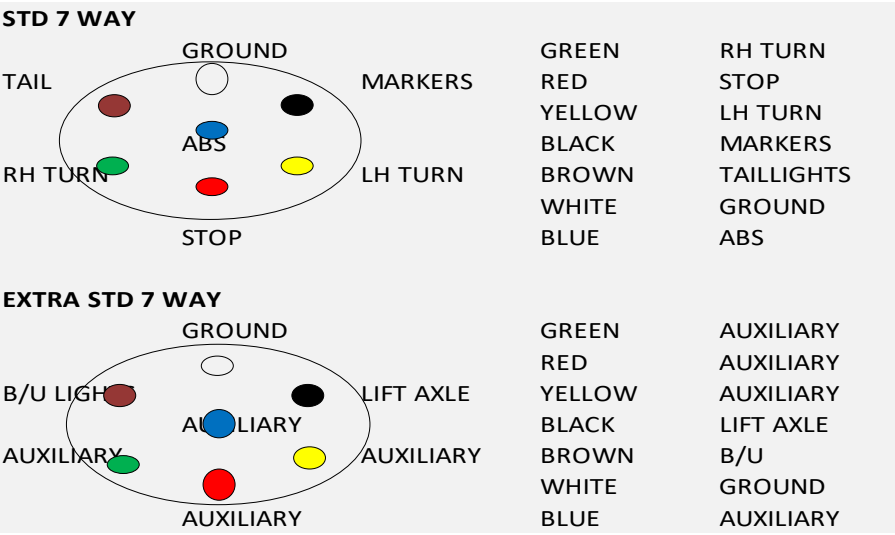 STD 7 WAY
GROUND GREEN RH TURN
TAIL MARKERS RED STOP
YELLOW LH TURN
ABS BLACK MARKERS
RH TURN LH TURN BROWN TAILLIGHTS
WHITE GROUND
STOP BLUE ABS
EXTRA STD 7 WAY
GROUND GREEN AUXILIARY
RED AUXILIARY
B/U LIGHTS LIFT AXLE YELLOW AUXILIARY
AUXILIARY BLACK LIFT AXLE
AUXILIARY AUXILIARY BROWN B/U
WHITE GROUND
AUXILIARY BLUE AUXILIARY